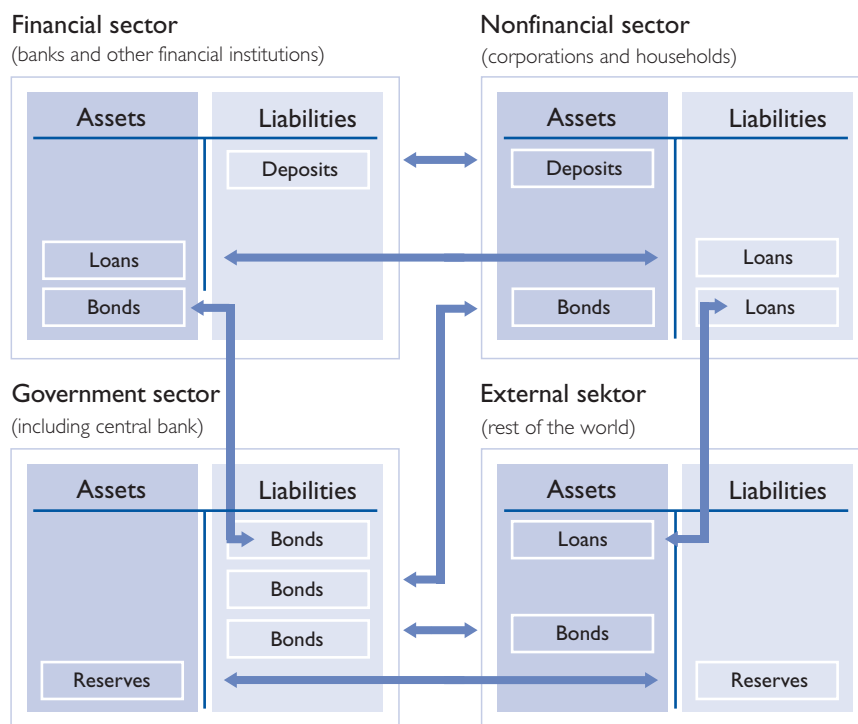 Financial sector
(banks and other financial institutions)
Assets
Liabilities
Deposits
Loans
Bonds
Nonfinancial sector
(corporations and households)
Assets
Liabilities
Deposits
Loans
Bonds
Loans
Government sector
(including central bank)
Assets
Liabilities
Bonds
Bonds
Bonds
Reserves
External sektor
(rest of the world)
Assets
Liabilities
Loans
Bonds
Reserves